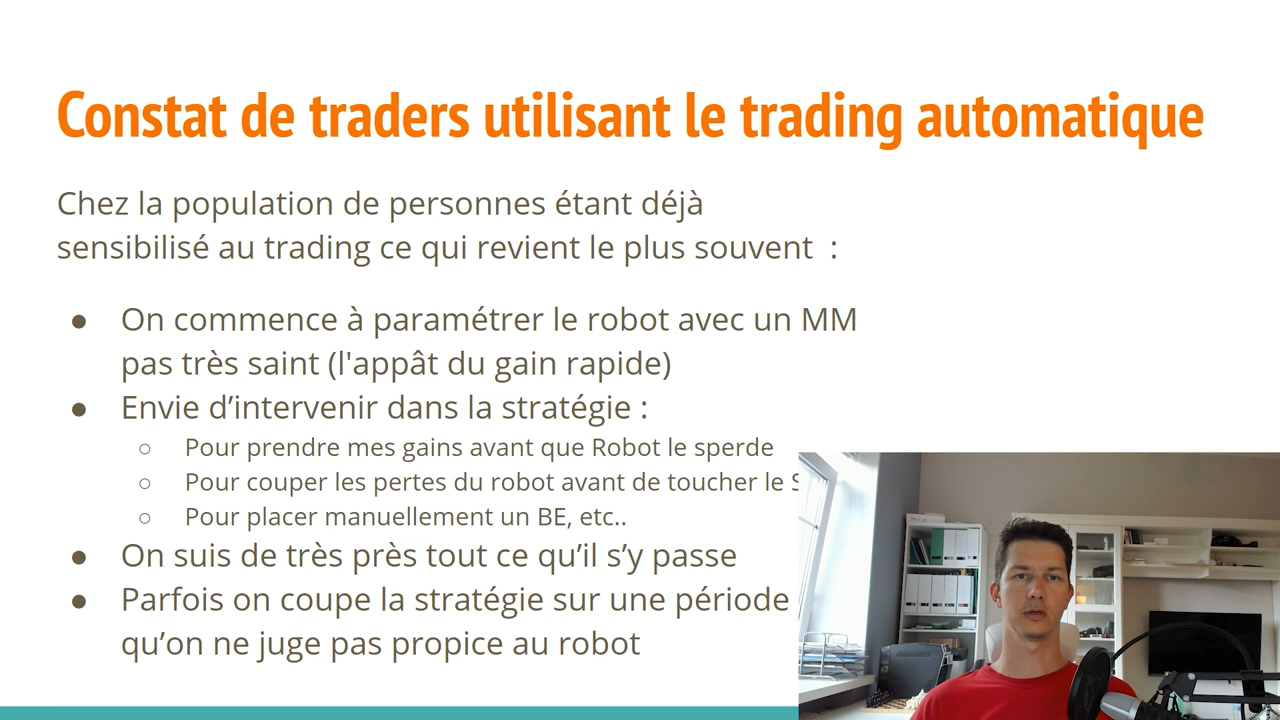 Constat de traders utilisant le trading automatique
Chez la population de personnes étant déjà
sensibilisé au trading ce qui revient le plus souvent :
● On commence à paramétrer le robot avec un MM
pas très saint (l'appât du gain rapide)
● Envie d’intervenir dans la stratégie :
○ Pour prendre mes gains avant que Robot le sperde
○ Pour couper les pertes du robot avant de toucher le
○ Pour placer manuellement un BE, etc..
● On suis de très près tout ce qu’il s’y passe
● Parfois on coupe la stratégie sur une période
qu’on ne juge pas propice au robot